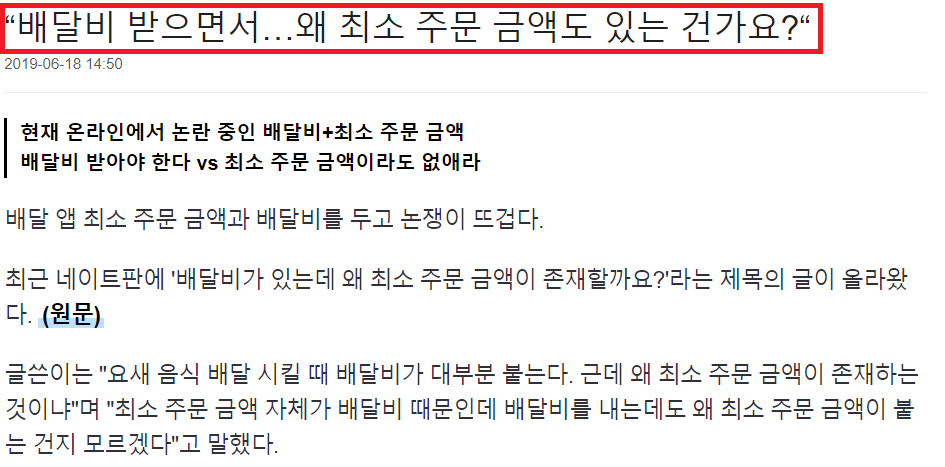 “배달비 받으면서...왜 최소 주문 금액도 있는 건가요?“
2019-06-18 14:50
현재 온라인에서 논란 중인 배달비+최소 주문 금액
배달비 받아야 한다 vs 최소 주문 금액이라도 없애라
배달 앱 최소 주문 금액과 배달비를 두고 논쟁이 뜨겁다.
최근 네이트판에 '배달비가 있는데 왜 최소 주문 금액이 존재할까요?'라는 제목의 글이 올라왔
다. (원문)
글쓴이는 "요새 음식 배달 시킬 때 배달비가 대부분 붙는다. 근데 왜 최소 주문 금액이 존재하는
것이냐"며 "최소 주문 금액 자체가 배달비 때문인데 배달비를 내는데도 왜 최소 주문 금액이 붙
는 건지 모르겠다"고 말했다.